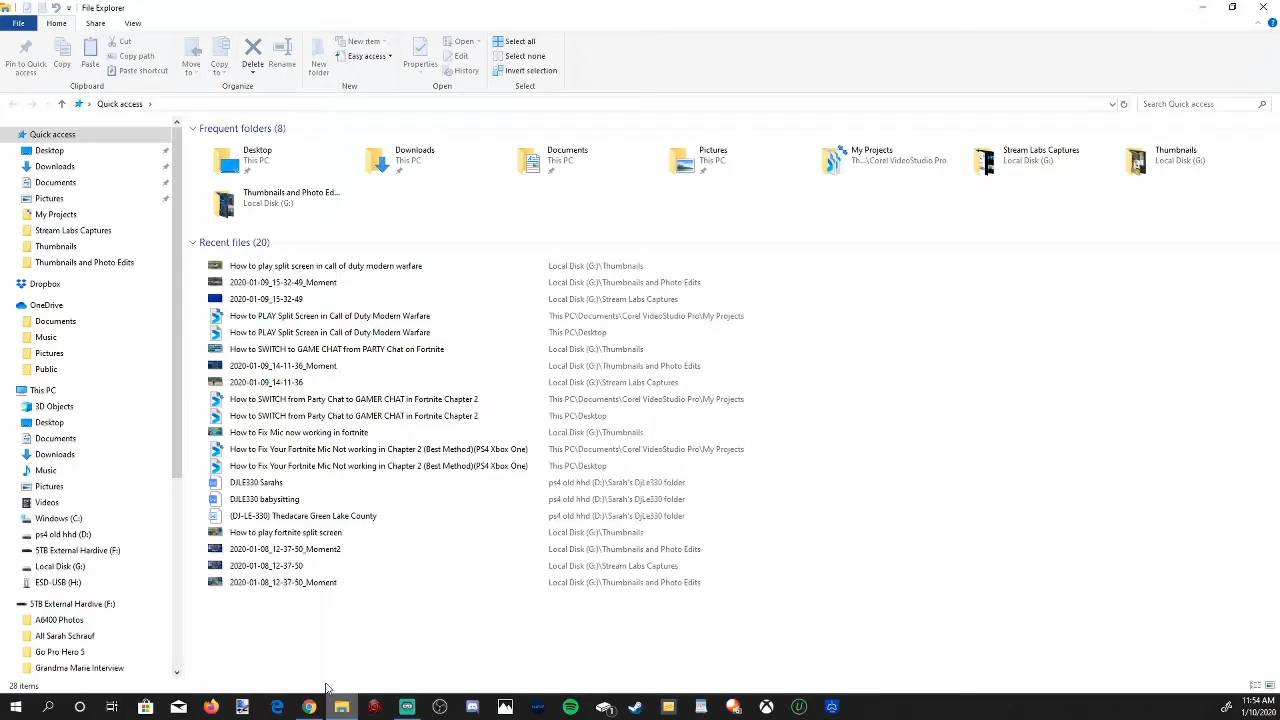 File Explorer
File Home Share View
Pin to Quick access
Copy
Paste
Cut
Copy path
Paste shortcut
Move to
Copy to
Delete
Rename
New folder
New item
Easy access
Properties
Open
Edit
History
Select all
Select none
Invert selection
Clipboard Organize New Open Select
Quick access
Search Quick access
Quick access
Desktop
Downloads
Documents
Pictures
My Projects
Stream Labs Captures
Thumbnails
Thumbnails and Photo Edits
Dropbox
OneDrive
Documents
Music
Pictures
Public
This PC
3D Objects
Desktop
Documents
Downloads
Music
Pictures
Videos
Windows (C:)
ps4 old hhd (D:)
5TB External Hardive (F:)
Local Disk (G:)
ESD-USB (H:)
5TB External Hardive (F:)
A6400 Photos
All Sarah Schrauf
Go Pro Hero 5
Grandma Marie Interview
Frequent folders (8)
Desktop
This PC
Downloads
This PC
Documents
This PC
Pictures
This PC
My Projects
Th...\Corel VideoStudio Pro
Stream Labs Captures
Local Disk (G:)
Thumbnails
Local Disk (G:)
Thumbnails and Photo Ed...
Local Disk (G:)
Recent files (20)
How to play split screen in call of duty modern warfare Local Disk (G:)\Thumbnails
2020-01-09_15-32-49_Moment Local Disk (G:)\Thumbnails and Photo Edits
2020-01-09_15-32-49 Local Disk (G:)\Stream Labs Captures
How to PLAY Split Screen in Call of Duty Modern Warfare This PC\Documents\Corel VideoStudio Pro\My Projects
How to PLAY Split Screen in Call of Duty Modern Warfare This PC\Desktop
How to SWITCH to GAME CHAT from PARTY Chat on Fortnite Local Disk (G:)\Thumbnails
2020-01-09_14-11-36_Moment Local Disk (G:)\Thumbnails and Photo Edits
2020-01-09_14-11-36 Local Disk (G:)\Stream Labs Captures
How to SWITCH from Party Chat to GAMER CHAT in Fortnite Chapter 2 This PC\Documents\Corel VideoStudio Pro\My Projects
How to SWITCH from Party Chat to GAMER CHAT in Fortnite Chapter 2 This PC\Desktop
How to Fix Mic now working in fortnite Local Disk (G:)\Thumbnails
How to Fix Your Fortnite Mic Not working in Chapter 2 (Best Method)(PS4 Xbox One) This PC\Documents\Corel VideoStudio Pro\My Projects
How to Fix Your Fortnite Mic Not working in Chapter 2 (Best Method)(PS4 Xbox One) This PC\Desktop
DJLE330 Sarahs ps4 old hhd (D:)\Sarah's DjLe330 folder
DJLE330 babysitting ps4 old hhd (D:)\Sarah's DjLe330 folder
(DJ-LE-330) Thedacare Green Lake County ps4 old hhd (D:)\Sarah's DjLe330 folder
How to play fortnite split screen Local Disk (G:)\Thumbnails
2020-01-08_12-37-50_Moment2 Local Disk (G:)\Thumbnails and Photo Edits
2020-01-08_12-37-50 Local Disk (G:)\Stream Labs Captures
2020-01-08_12-37-50_Moment Local Disk (G:)\Thumbnails and Photo Edits
28 items
11:54 AM
1/10/2020